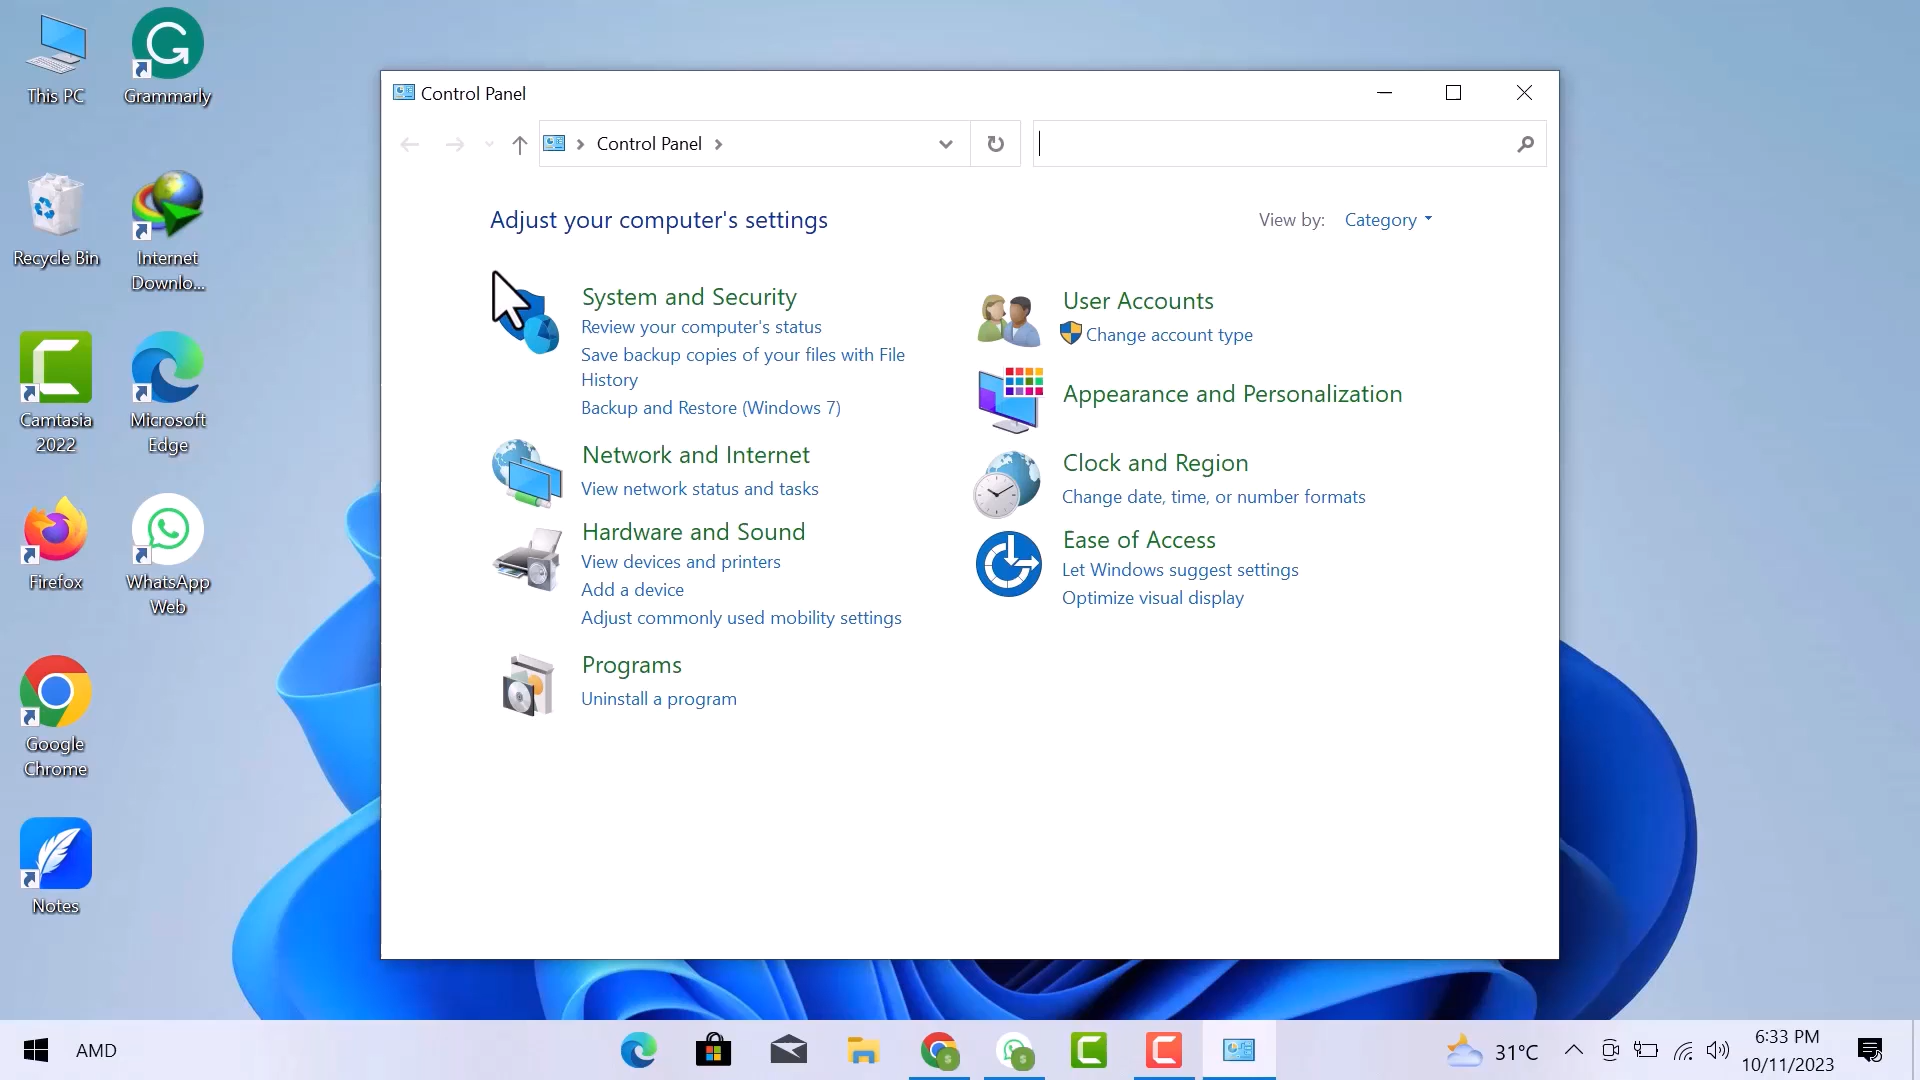 This PC
Grammarly
Recycle Bin
Internet
Downlo...
Camtasia
2022
Microsoft
Edge
Firefox
WhatsApp
Web
Google
Chrome
Notes
Control Panel
Control Panel
Adjust your computer's settings
View by: Category
System and Security
Review your computer's status
Save backup copies of your files with File
History
Backup and Restore (Windows 7)
Network and Internet
View network status and tasks
Hardware and Sound
View devices and printers
Add a device
Adjust commonly used mobility settings
Programs
Uninstall a program
User Accounts
Change account type
Appearance and Personalization
Clock and Region
Change date, time, or number formats
Ease of Access
Let Windows suggest settings
Optimize visual display
AMD
31°C
6:33 PM
10/11/2023